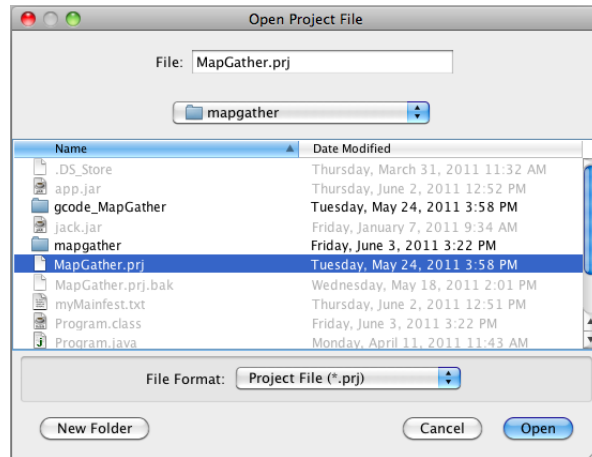 Open Project File
File: MapGather.prj
mapgather
Name Date Modified
.DS_Store Thursday, March 31, 2011 11:32 AM
app.jar Thursday, June 2, 2011 12:52 PM
gcode_MapGather Tuesday, May 24, 2011 3:58 PM
jack.jar Friday, January 7, 2011 9:34 AM
mapgather Friday, June 3, 2011 3:22 PM
MapGather.prj Tuesday, May 24, 2011 3:58 PM
MapGather.prj.bak Wednesday, May 18, 2011 2:01 PM
myMainfest.txt Thursday, June 2, 2011 12:51 PM
Program.class Friday, June 3, 2011 3:22 PM
Program.java Monday, April 11, 2011 11:43 AM
File Format: Project File (*.prj)
New Folder Cancel Open